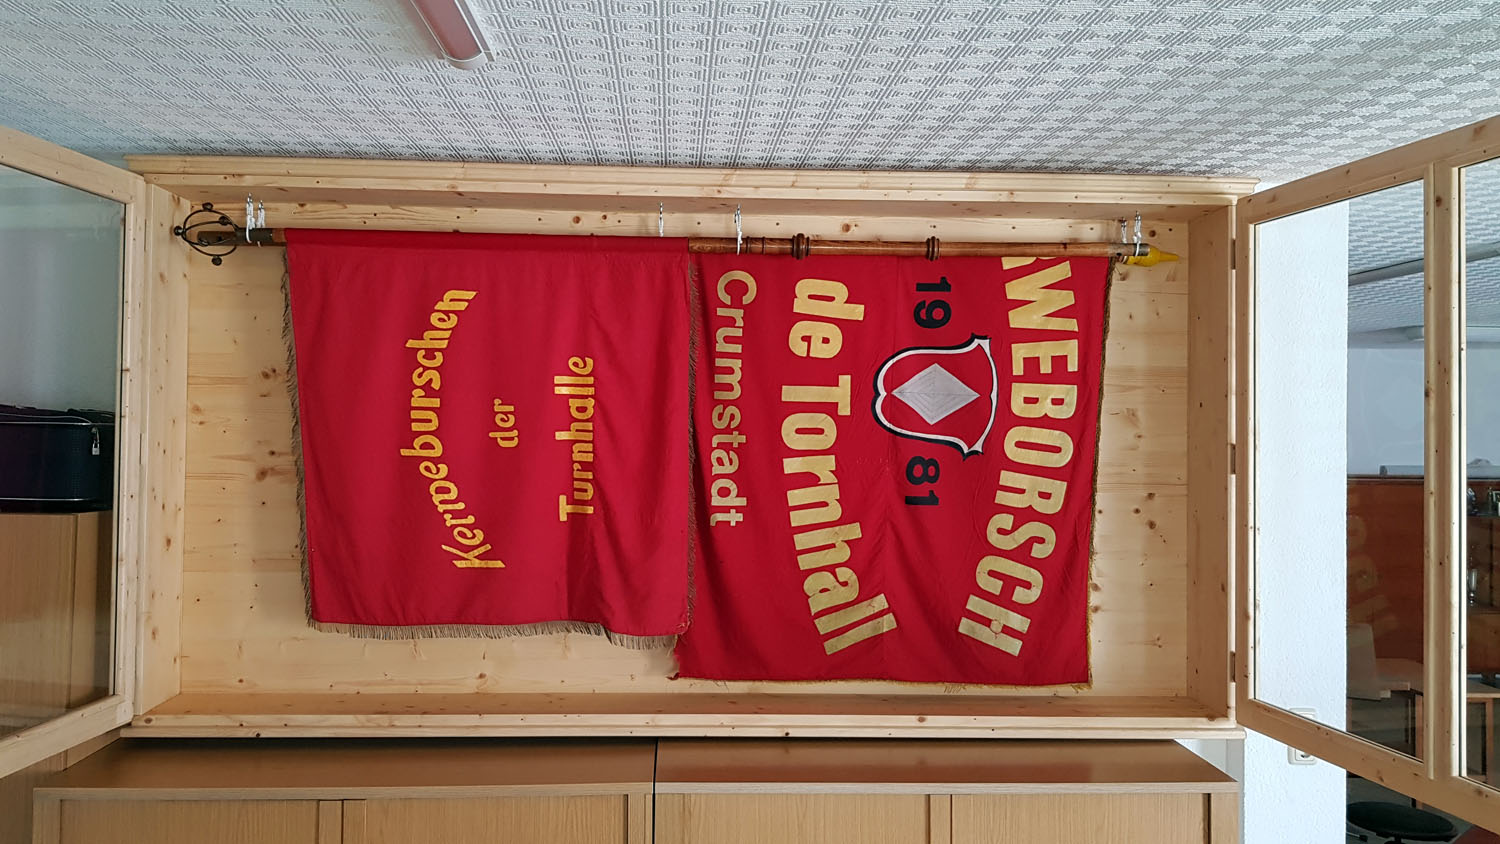 Kerweburschen
der
Turnhalle
RWEBORSCH
19 81
de Tornhall
Crumstadt